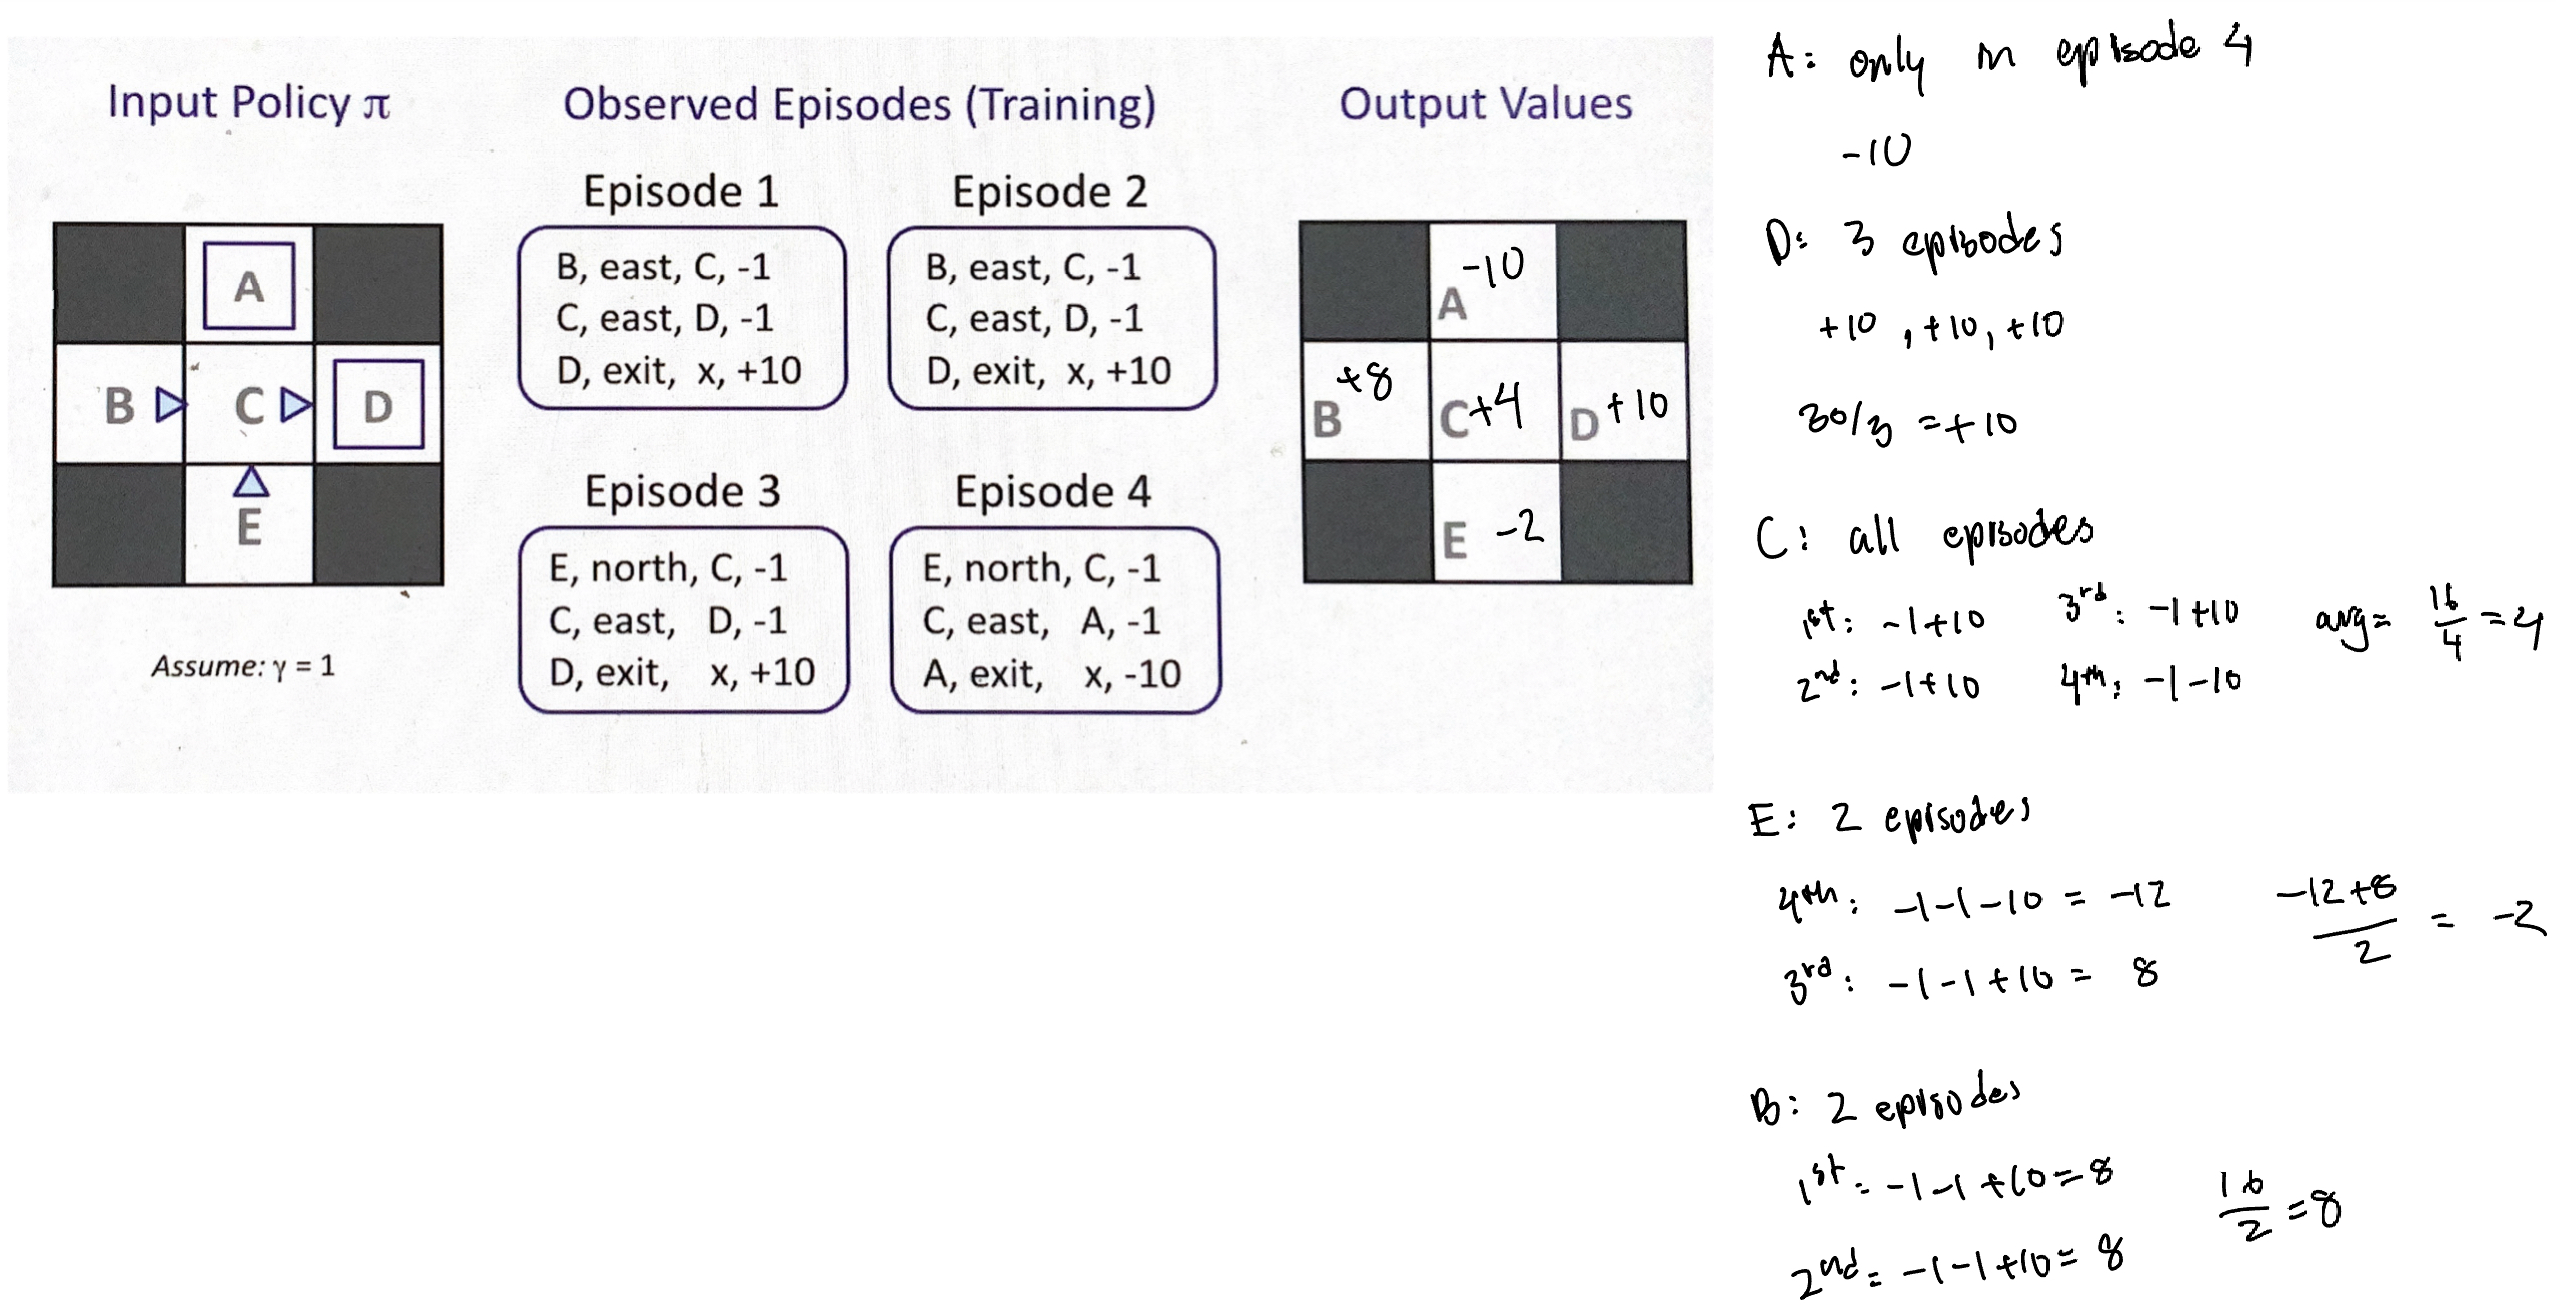 Input Policy π
A
B
C
D
E
Assume: γ = 1
Observed Episodes (Training)
Episode 1
B, east, C, -1
C, east, D, -1
D, exit, x, +10
Episode 2
B, east, C, -1
C, east, D, -1
D, exit, x, +10
Episode 3
E, north, C, -1
C, east, D, -1
D, exit, x, +10
Episode 4
E, north, C, -1
C, east, A, -1
A, exit, x, -10
Output Values
A -10
B +8
C +4
D +10
E -2
A: only in episode 4
-10
D: 3 episodes
+10, +10, +10
30/3 = +10
C: all episodes
1st: -1+10
2nd: -1+10
3rd: -1+10
4th: -1-10
avg = 16/4 = 4
E: 2 episodes
4th: -1-1-10 = -12
3rd: -1-1+10 = 8
-12+8/2 = -2
B: 2 episodes
1st = -1-1+10=8
2nd = -1-1+10= 8
16/2 = 8